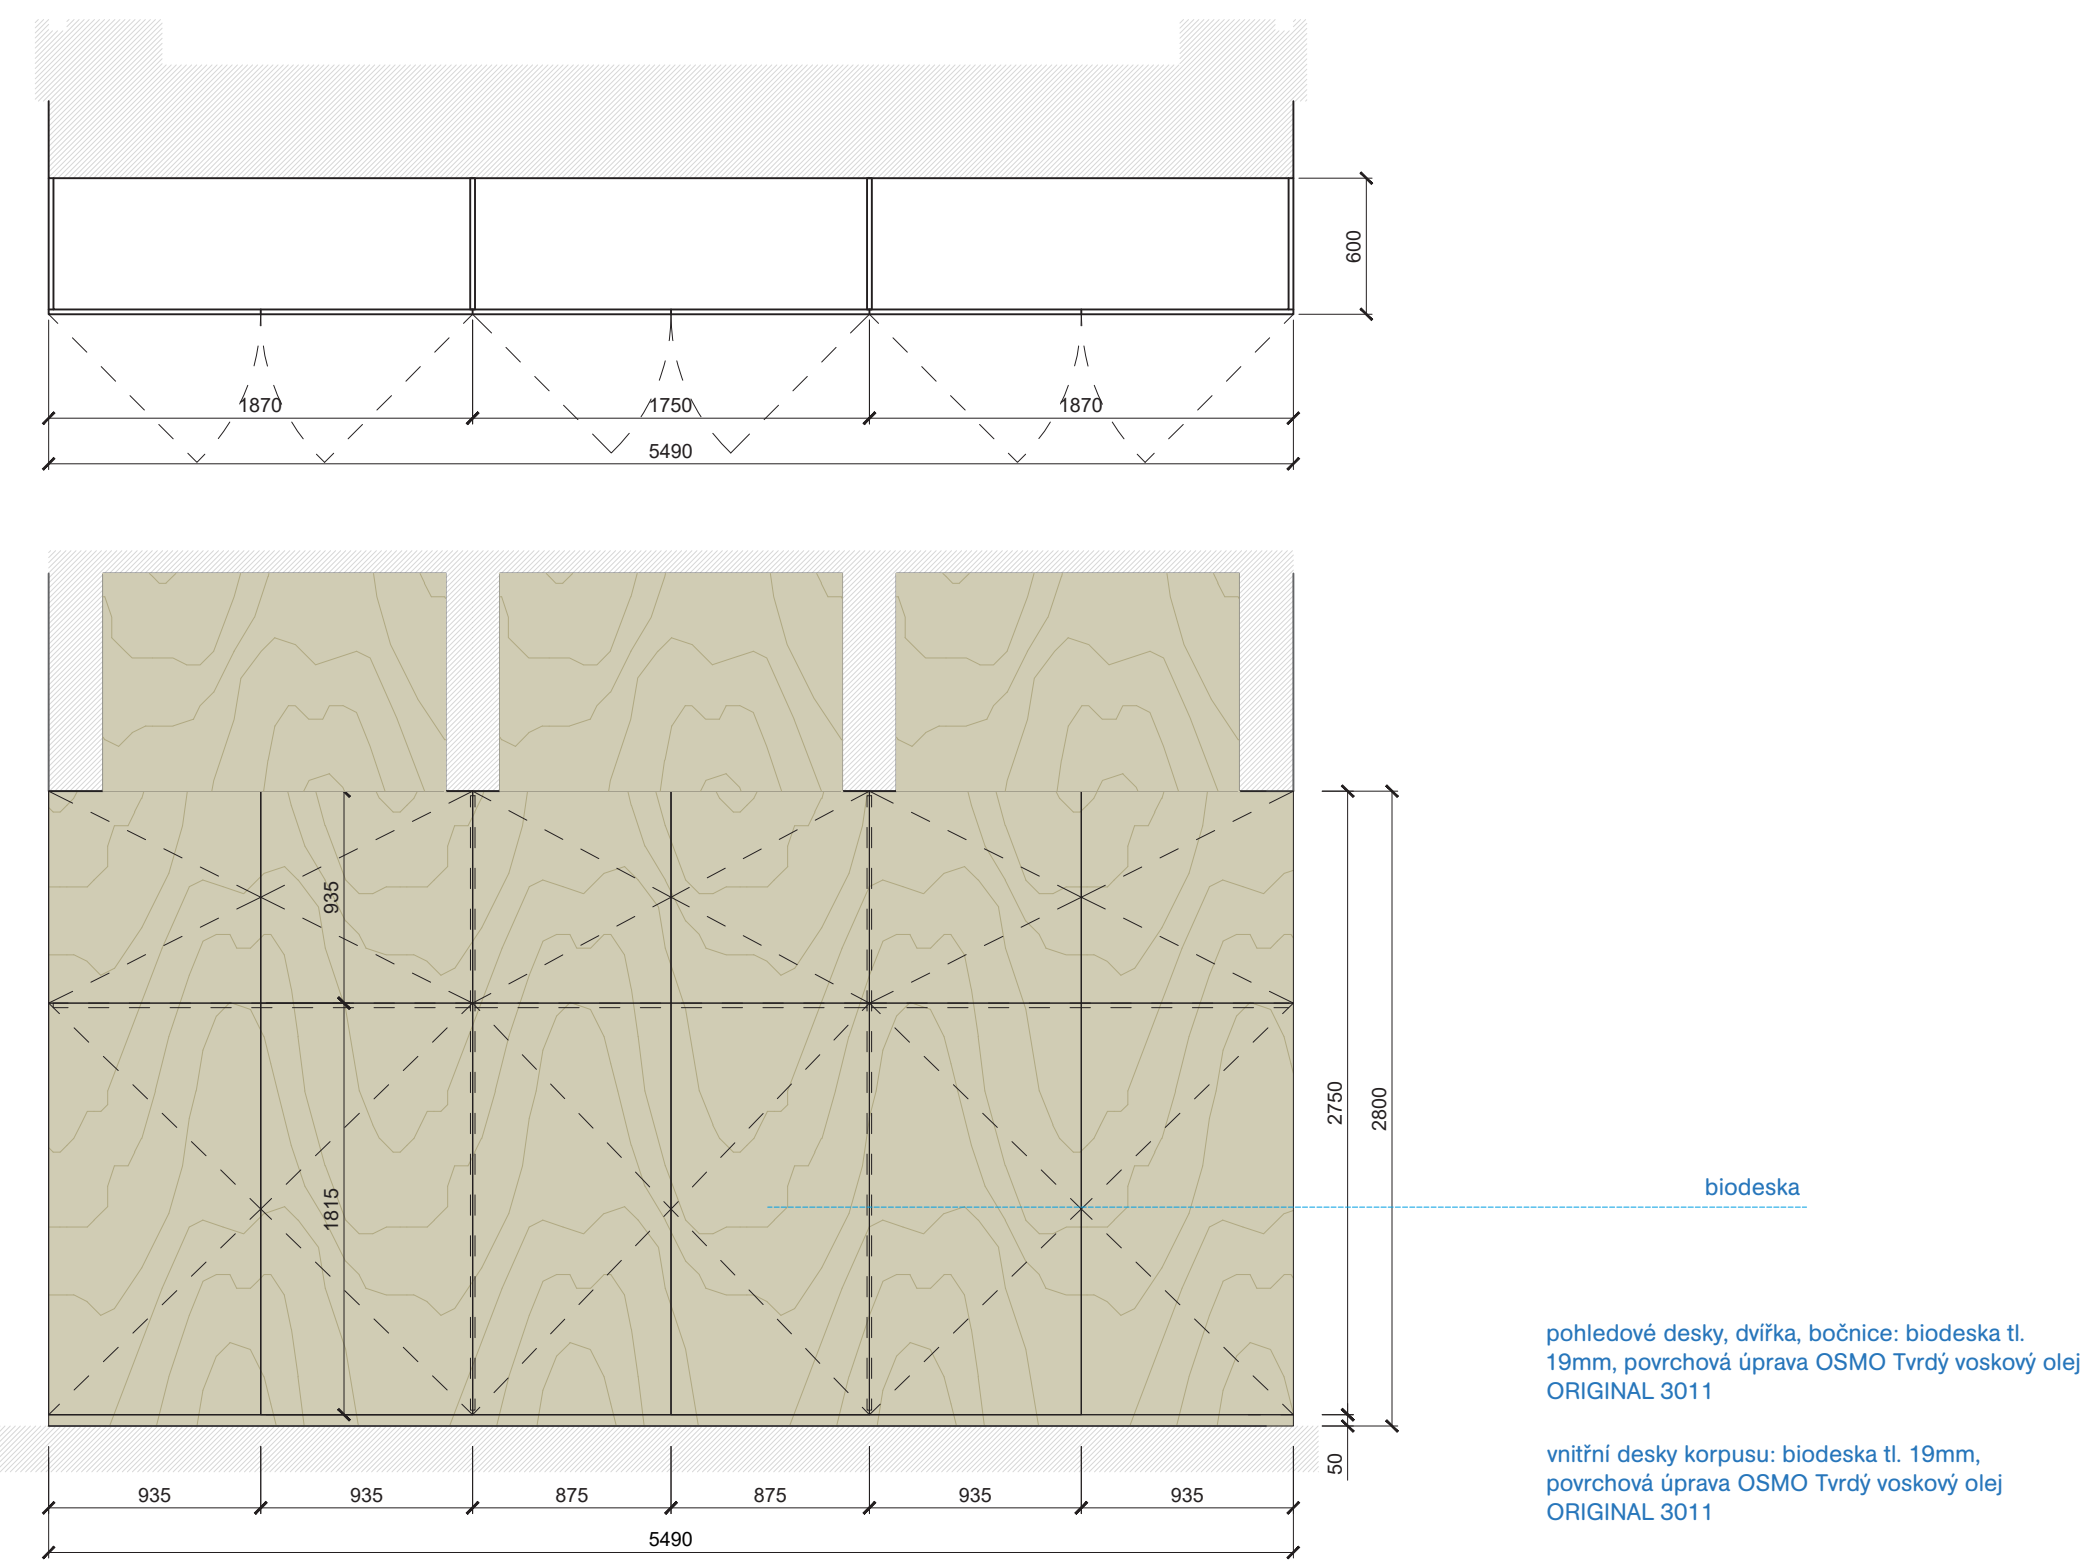 600
1870
1750
1870
5490
935
1815
2750
2800
50
biodeska
pohledové desky, dvířka, bočnice: biodeska tl.
19mm, povrchová úprava OSMO Tvrdý voskový olej
ORIGINAL 3011
vnitřní desky korpusu: biodeska tl. 19mm,
povrchová úprava OSMO Tvrdý voskový olej
ORIGINAL 3011
935
935
875
875
935
935
5490